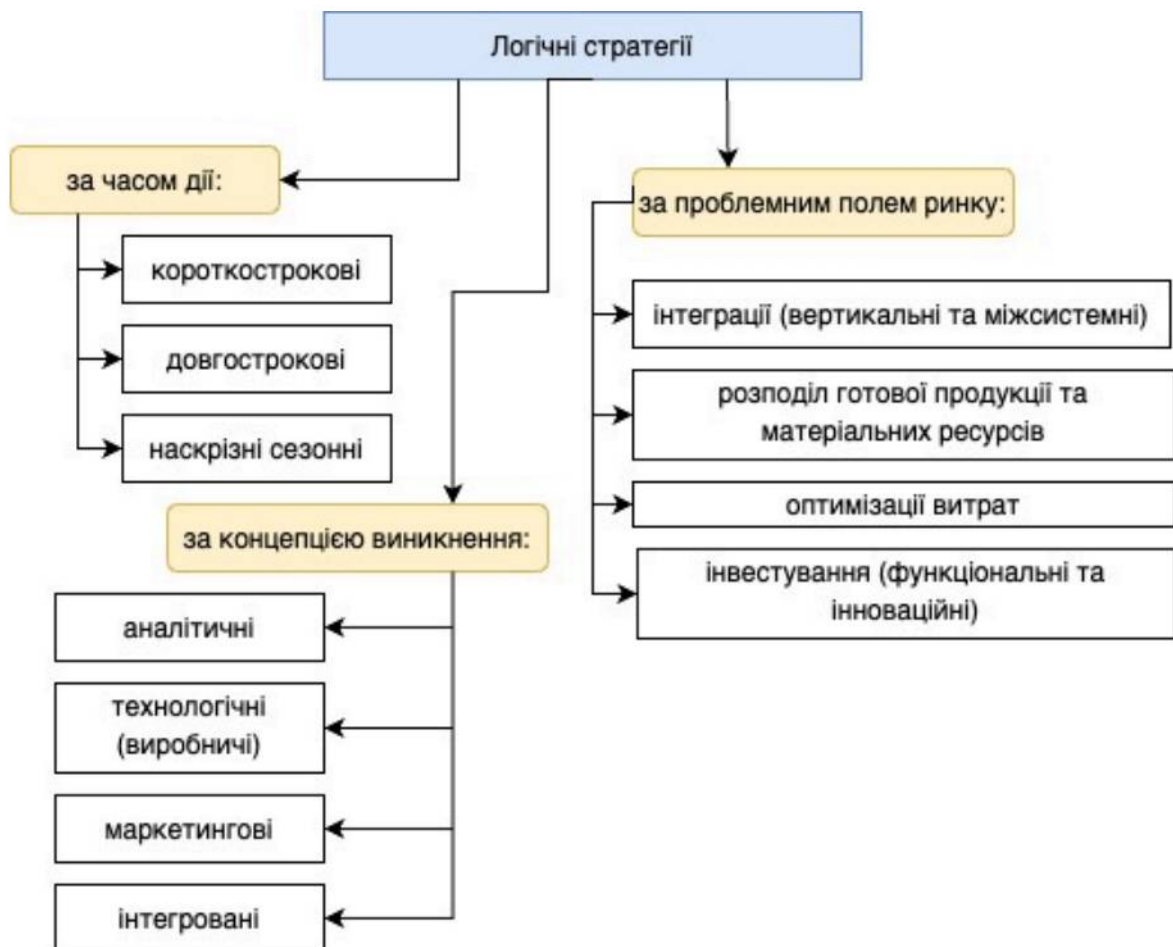 Логічні стратегії
за часом дії:
короткострокові
довгострокові
наскрізні сезонні
за проблемним полем ринку:
інтеграції (вертикальні та міжсистемні)
розподіл готової продукції та
матеріальних ресурсів
оптимізації витрат
інвестування (функціональні та
інноваційні)
за концепцією виникнення:
аналітичні
технологічні
(виробничі)
маркетингові
інтегровані